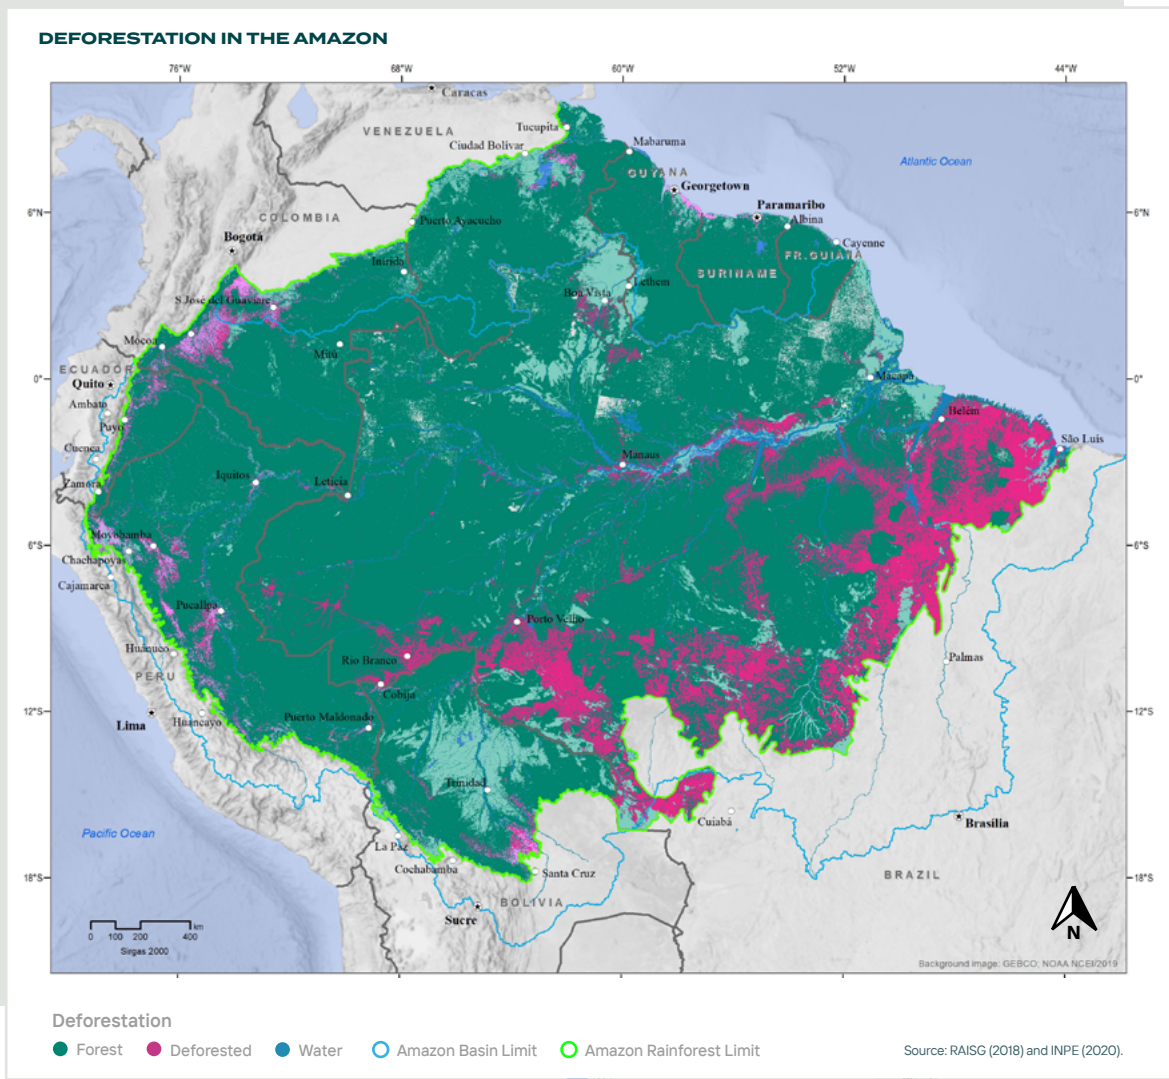 DEFORESTATION IN THE AMAZON
76°W
68°W
60°W
52°W
44°W
Caracas
VENEZUELA
Tucupita
Ciudad Bolívar
Mabaruma
GUYANA
Georgetown
Atlantic Ocean
Paramaribo
6°N
6°N
COLOMBIA
Puerto Ayacucho
Albina
Bogotá
Cayenne
FR.GUIANA
Inírida
SURINAME
Lethem
S José del Guaviare
Boa Vista
Mocoa
Mitú
ECUADOR
0°
0°
Quito
Macapá
Ambato
Belém
Puyo
São Luis
Cuenca
Manaus
Iquitos
Leticia
Zamora
Moyobamba
6°S
6°S
Chachapoyas
Cajamarca
Pucallpa
Porto Velho
Huánuco
Rio Branco
Palmas
PERU
Cobija
12°S
12°S
Lima
Huancayo
Puerto Maldonado
Trinidad
Pacific Ocean
Cuiabá
Brasília
La Paz
Cochabamba
Santa Cruz
BRAZIL
18°S
18°S
BOLIVIA
Sucre
0 100 200 400 km
Sirgas 2000
N
Background image: GEBCO; NOAA NCEI/2019
Deforestation
Forest Deforested Water Amazon Basin Limit Amazon Rainforest Limit
Source: RAISG (2018) and INPE (2020).